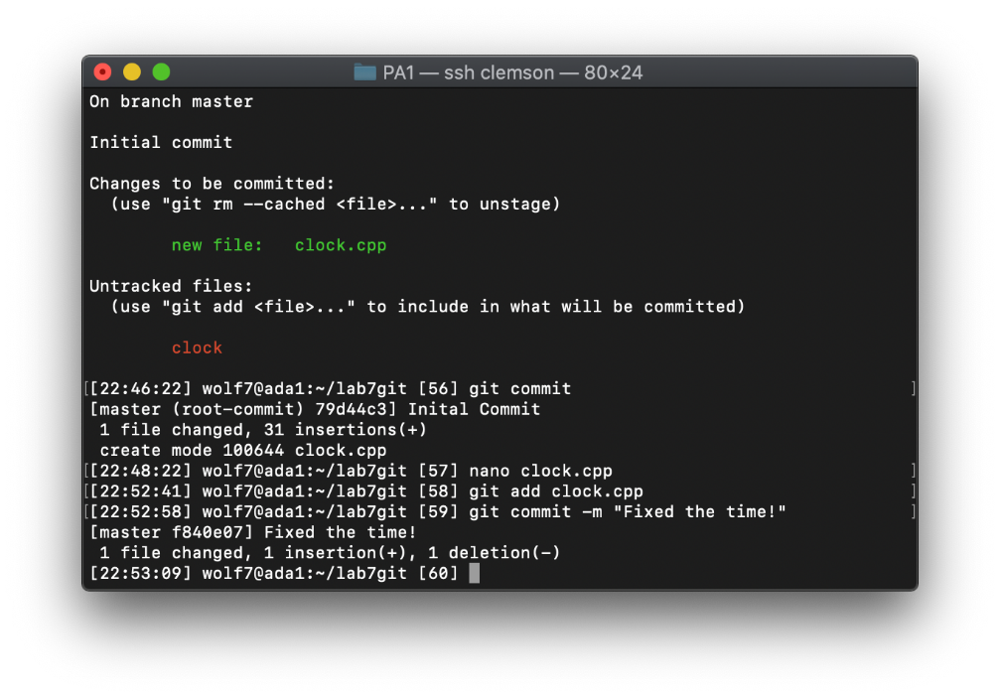 PA1 — ssh clemson — 80×24
On branch master
Initial commit
Changes to be committed:
  (use "git rm --cached <file>..." to unstage)
        new file:   clock.cpp
Untracked files:
  (use "git add <file>..." to include in what will be committed)
        clock
[[22:46:22] wolf7@ada1:~/lab7git [56] git commit ]
[master (root-commit) 79d44c3] Inital Commit
 1 file changed, 31 insertions(+)
 create mode 100644 clock.cpp
[[22:48:22] wolf7@ada1:~/lab7git [57] nano clock.cpp ]
[[22:52:41] wolf7@ada1:~/lab7git [58] git add clock.cpp ]
[[22:52:58] wolf7@ada1:~/lab7git [59] git commit -m "Fixed the time!" ]
[master f840e07] Fixed the time!
 1 file changed, 1 insertion(+), 1 deletion(-)
[22:53:09] wolf7@ada1:~/lab7git [60]